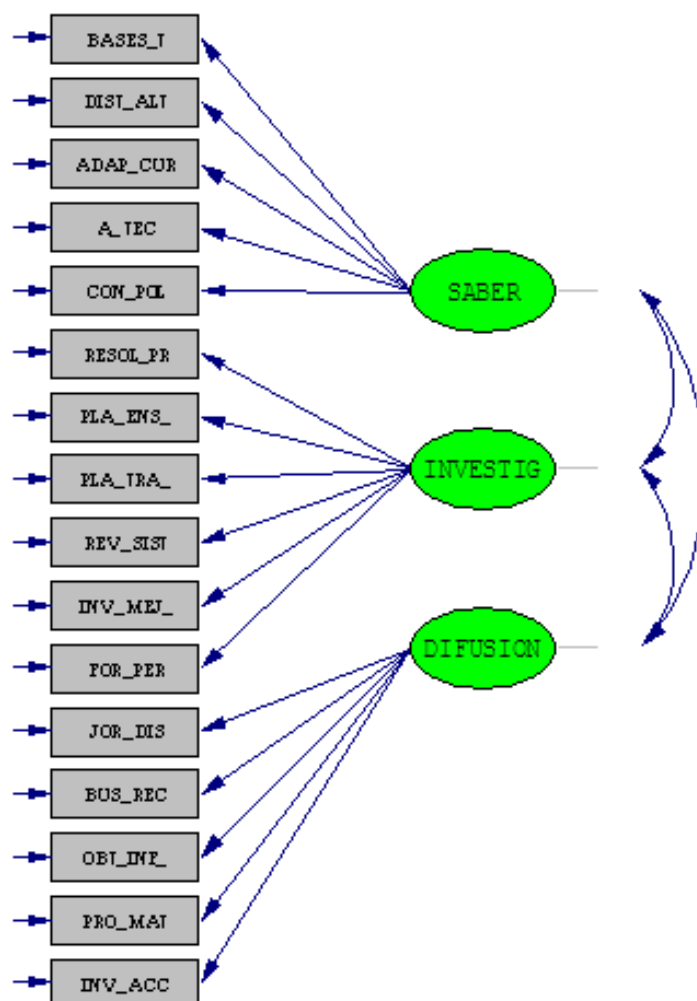 BASES_T
DIST_ALT
ADAP_CUR
A_TEC
CON_POL
RESOL_PR
PLA_ENS_
PLA_TRA_
REV_SIST
INV_MEJ_
FOR_PER
JOR_DIS
BUS_REC
OBT_INF_
PRO_MAT
INV_ACC
SABER
INVESTIG
DIFUSION